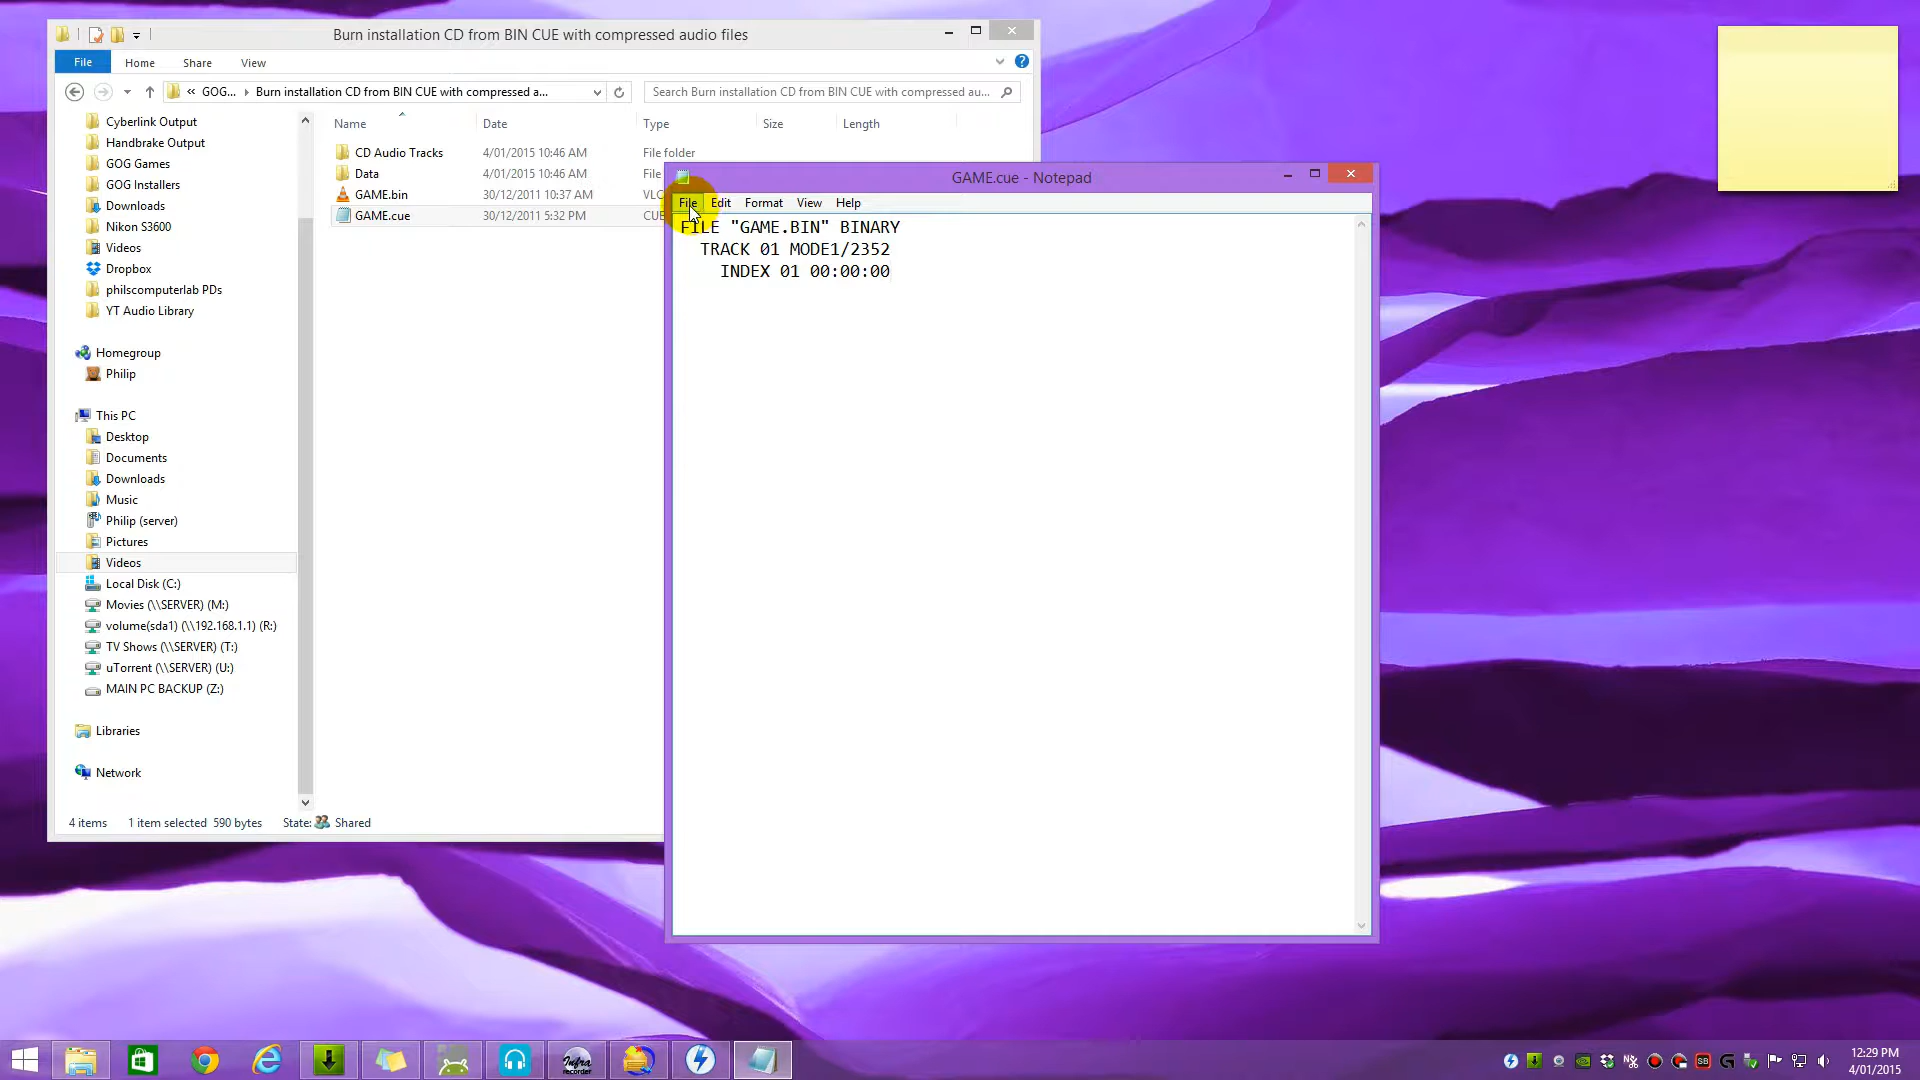 Burn installation CD from BIN CUE with compressed audio files
File Home Share View
« GOG... Burn installation CD from BIN CUE with compressed a...
Search Burn installation CD from BIN CUE with compressed au...
Name Date Type Size Length
CD Audio Tracks 4/01/2015 10:46 AM File folder
Data 4/01/2015 10:46 AM File
GAME.bin 30/12/2011 10:37 AM VLC
GAME.cue 30/12/2011 5:32 PM CUE
Cyberlink Output
Handbrake Output
GOG Games
GOG Installers
Downloads
Nikon S3600
Videos
Dropbox
philscomputerlab PDs
YT Audio Library
Homegroup
Philip
This PC
Desktop
Documents
Downloads
Music
Philip (server)
Pictures
Videos
Local Disk (C:)
Movies (\\SERVER) (M:)
volume(sda1) (\\192.168.1.1) (R:)
TV Shows (\\SERVER) (T:)
uTorrent (\\SERVER) (U:)
MAIN PC BACKUP (Z:)
Libraries
Network
4 items 1 item selected 590 bytes State: Shared
GAME.cue - Notepad
File Edit Format View Help
FILE "GAME.BIN" BINARY
TRACK 01 MODE1/2352
INDEX 01 00:00:00
Infra
recorder
SB
12:29 PM
4/01/2015